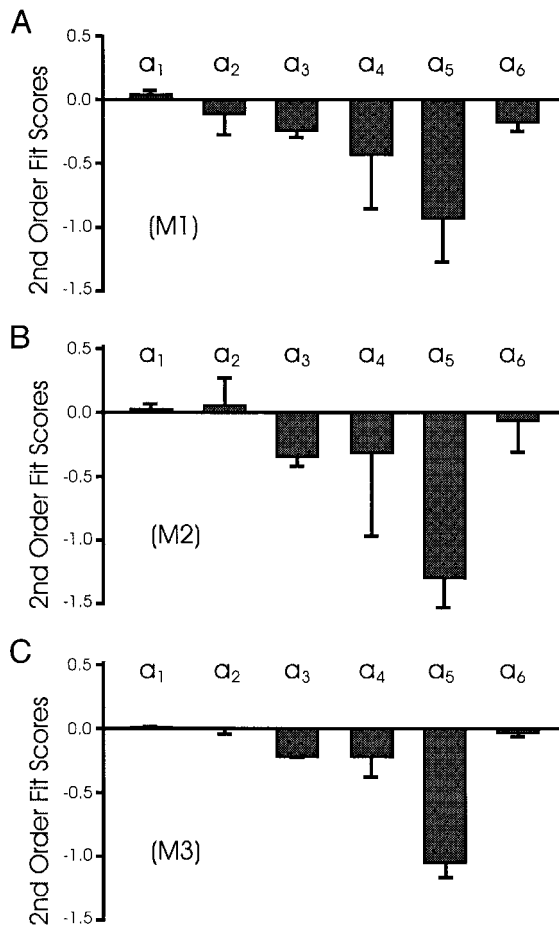 A
2nd Order Fit Scores
0.5
0.0
-0.5
-1.0
-1.5
a1 a2 a3 a4 a5 a6
(M1)
B
2nd Order Fit Scores
0.5
0.0
-0.5
-1.0
-1.5
a1 a2 a3 a4 a5 a6
(M2)
C
2nd Order Fit Scores
0.5
0.0
-0.5
-1.0
-1.5
a1 a2 a3 a4 a5 a6
(M3)